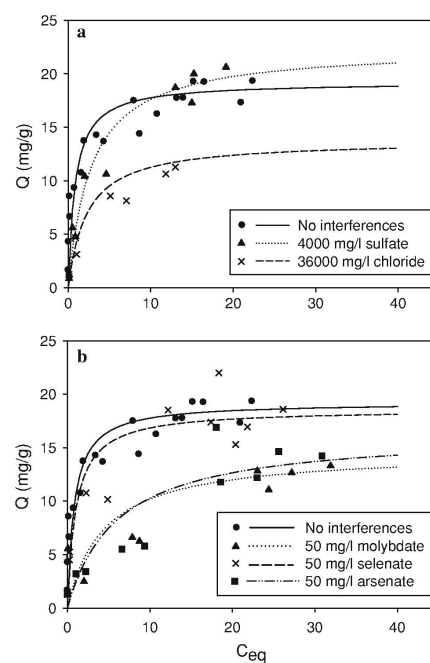 a
25
20
15
10
5
0
Q (mg/g)
0 10 20 30 40
No interferences
4000 mg/l sulfate
36000 mg/l chloride
b
25
20
15
10
5
0
Q (mg/g)
0 10 20 30 40
No interferences
50 mg/l molybdate
50 mg/l selenate
50 mg/l arsenate
Ceq